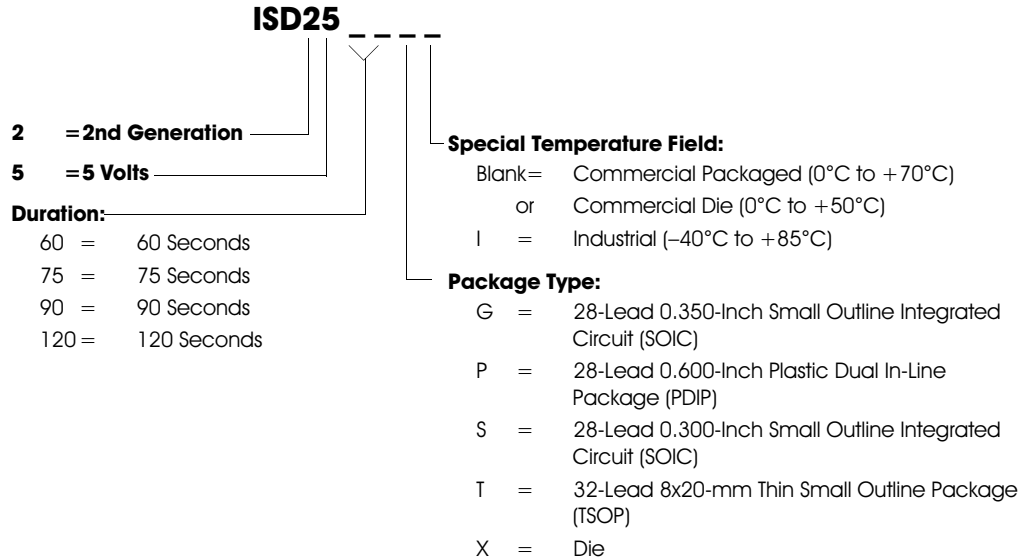 ISD25 _ _ _ _
2 =2nd Generation
5 =5 Volts
Duration:
60 = 60 Seconds
75 = 75 Seconds
90 = 90 Seconds
120= 120 Seconds
Special Temperature Field:
Blank= Commercial Packaged (0°C to +70°C)
or Commercial Die (0°C to +50°C)
I = Industrial (–40°C to +85°C)
Package Type:
G = 28-Lead 0.350-Inch Small Outline Integrated
Circuit (SOIC)
P = 28-Lead 0.600-Inch Plastic Dual In-Line
Package (PDIP)
S = 28-Lead 0.300-Inch Small Outline Integrated
Circuit (SOIC)
T = 32-Lead 8x20-mm Thin Small Outline Package
(TSOP)
X = Die